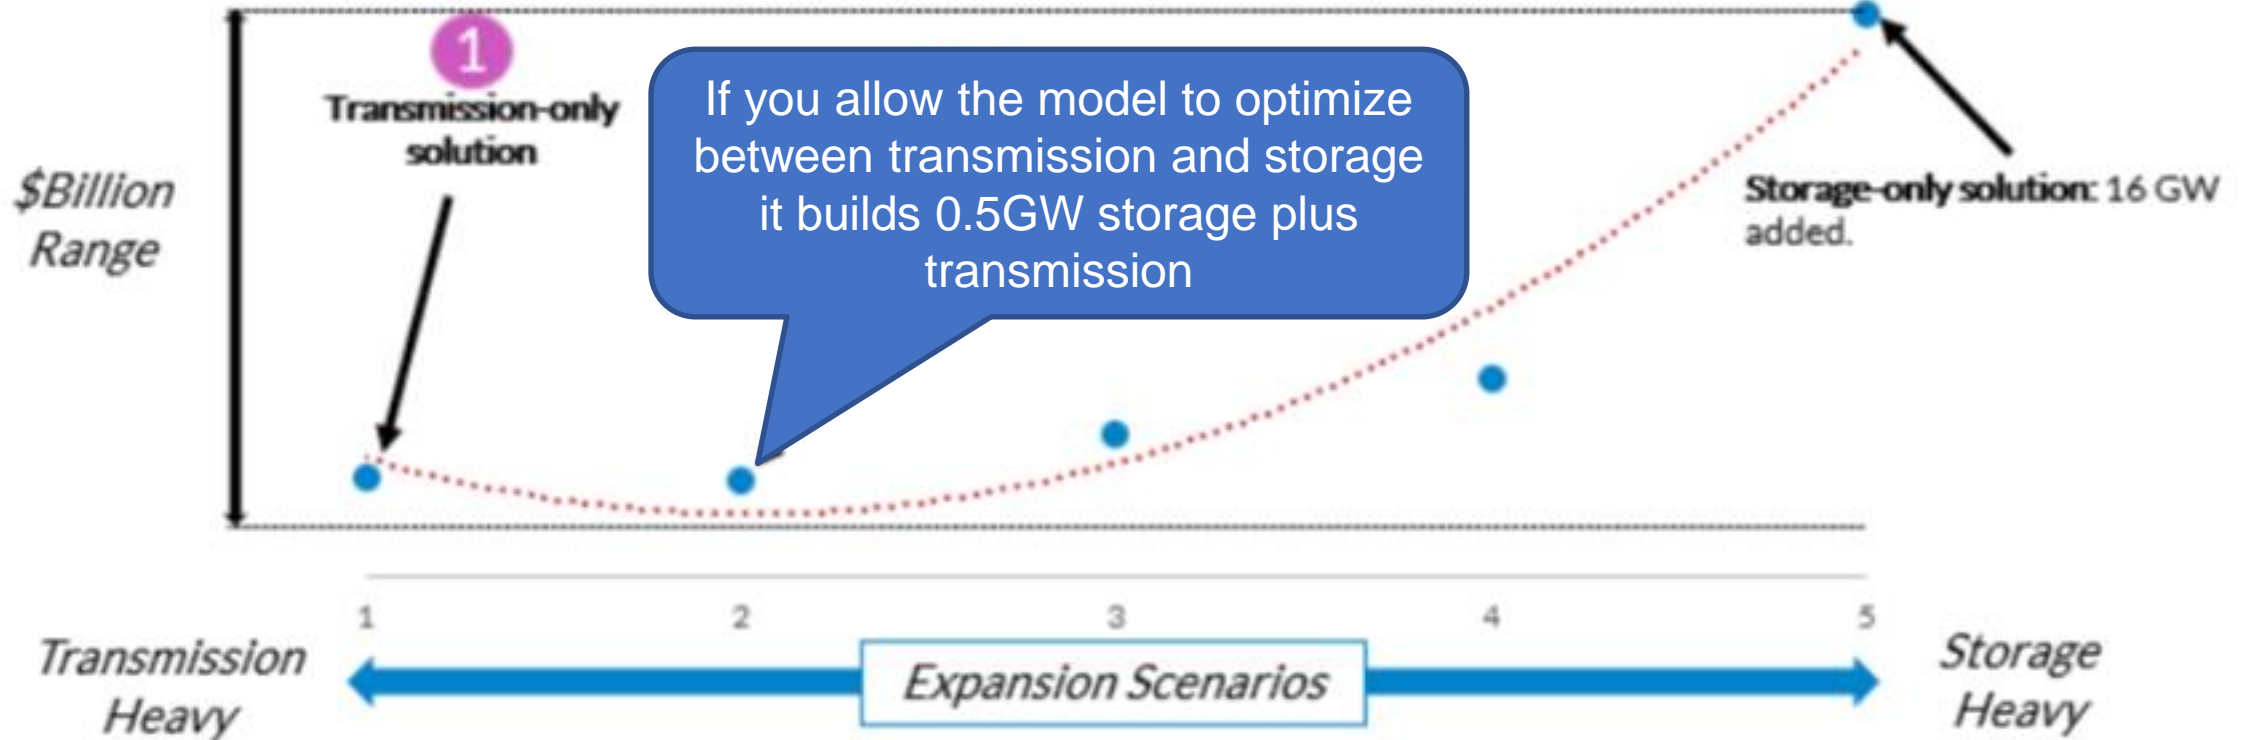 1
Transmission-only
solution
If you allow the model to optimize
between transmission and storage
it builds 0.5GW storage plus
transmission
$Billion
Range
Storage-only solution: 16 GW
added.
1 2 3 4 5
Transmission
Heavy
Expansion Scenarios
Storage
Heavy